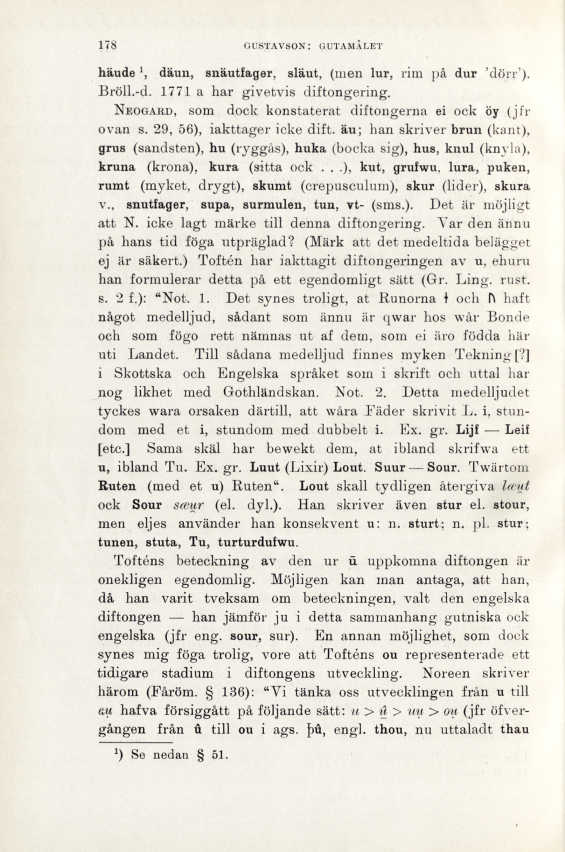 178 GUSTAVSON: GUTAMÅLET
häude ¹, däun, snäutfager, släut, (men lur, rim på dur 'dörr').
Bröll.-d. 1771 a har givetvis diftongering.
NEOGARD, som dock konstaterat diftongerna ei ock öy (jfr
ovan s. 29, 56), iakttager icke dift. äu; han skriver brun (kant),
grus (sandsten), hu (ryggås), huka (bocka sig), hus, knul (knyla),
kruna (krona), kura (sitta ock . . .), kut, grufwu, lura, puken,
rumt (myket, drygt), skumt (crepusculum), skur (lider), skura
v., snutfager, supa, surmulen, tun, vt- (sms.). Det är möjligt
att N. icke lagt märke till denna diftongering. Var den ännu
på hans tid föga utpräglad? (Märk att det medeltida belägget
ej är säkert.) Toftén har iakttagit diftongeringen av u, ehuru
han formulerar detta på ett egendomligt sätt (Gr. Ling. rust.
s. 2 f.): “Not. 1. Det synes troligt, at Runorna ᚮ och ᚢ haft
något medelljud, sådant som ännu är qwar hos wår Bonde
och som fögo rett nämnas ut af dem, som ei äro födda här
uti Landet. Till sådana medelljud finnes myken Tekning [?]
i Skottska och Engelska språket som i skrift och uttal har
nog likhet med Gothländskan. Not. 2. Detta medelljudet
tyckes wara orsaken därtill, att wåra Fäder skrivit L. i, stun-
dom med et i, stundom med dubbelt i. Ex. gr. Lijf — Leif
[etc.] Sama skäl har bewekt dem, at ibland skrifwa ett
u, ibland Tu. Ex. gr. Luut (Lixir) Lout. Suur — Sour. Twärtom
Ruten (med et u) Ruten“. Lout skall tydligen återgiva læu̯t
ock Sour sæu̯r (el. dyl.). Han skriver även stur el. stour,
men eljes använder han konsekvent u: n. sturt; n. pl. stur;
tunen, stuta, Tu, turturdufwu.
Tofténs beteckning av den ur ū uppkomna diftongen är
onekligen egendomlig. Möjligen kan man antaga, att han,
då han varit tveksam om beteckningen, valt den engelska
diftongen — han jämför ju i detta sammanhang gutniska ock
engelska (jfr eng. sour, sur). En annan möjlighet, som dock
synes mig föga trolig, vore att Tofténs ou representerade ett
tidigare stadium i diftongens utveckling. Noreen skriver
härom (Fåröm. § 136): “Vi tänka oss utvecklingen från u till
au̯ hafva försiggått på följande sätt: u > û̯ > uu̯ > ou̯ (jfr öfver-
gången från û till ou i ags. þû, engl. thou, nu uttaladt thau
¹) Se nedan § 51.